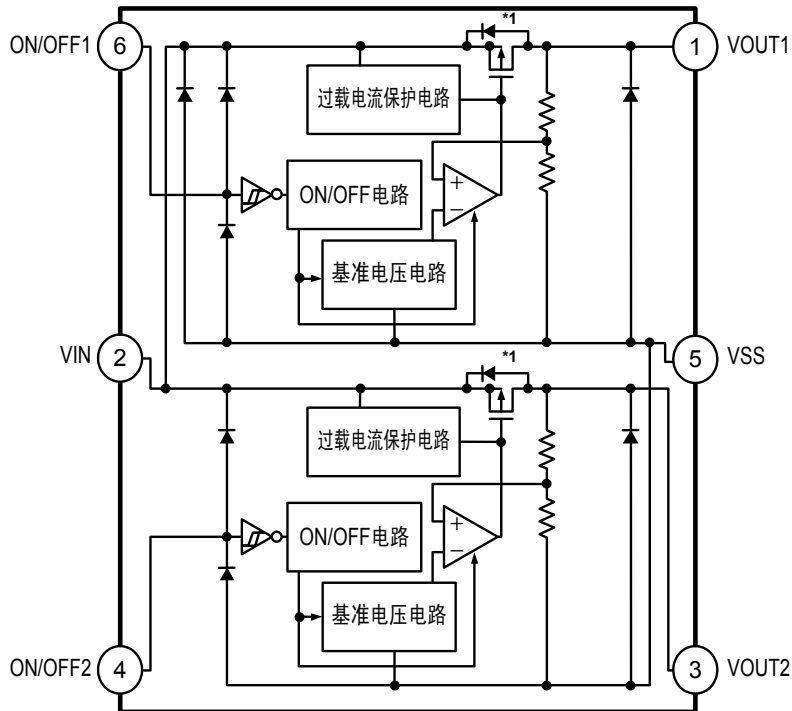 *1
ON/OFF1 6
1 VOUT1
过载电流保护电路
+
ON/OFF电路
−
基准电压电路
VIN 2
*1
5 VSS
过载电流保护电路
+
ON/OFF电路
−
基准电压电路
ON/OFF2 4
3 VOUT2